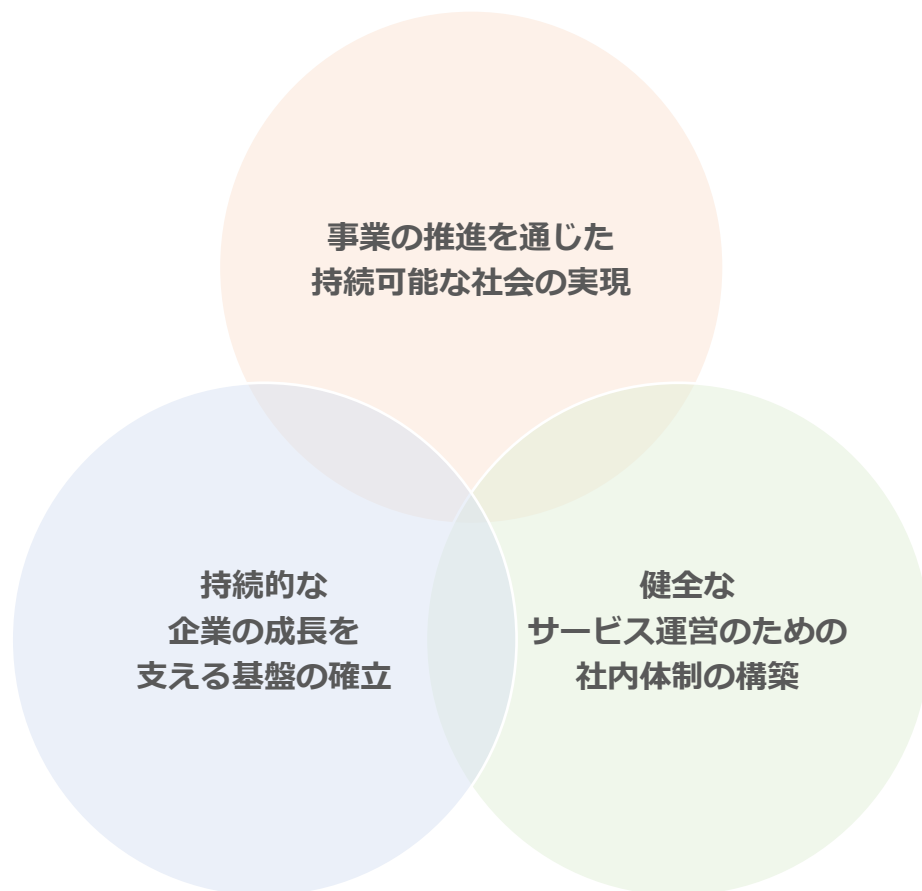 事業の推進を通じた
持続可能な社会の実現
持続的な
企業の成長を
支える基盤の確立
健全な
サービス運営のための
社内体制の構築